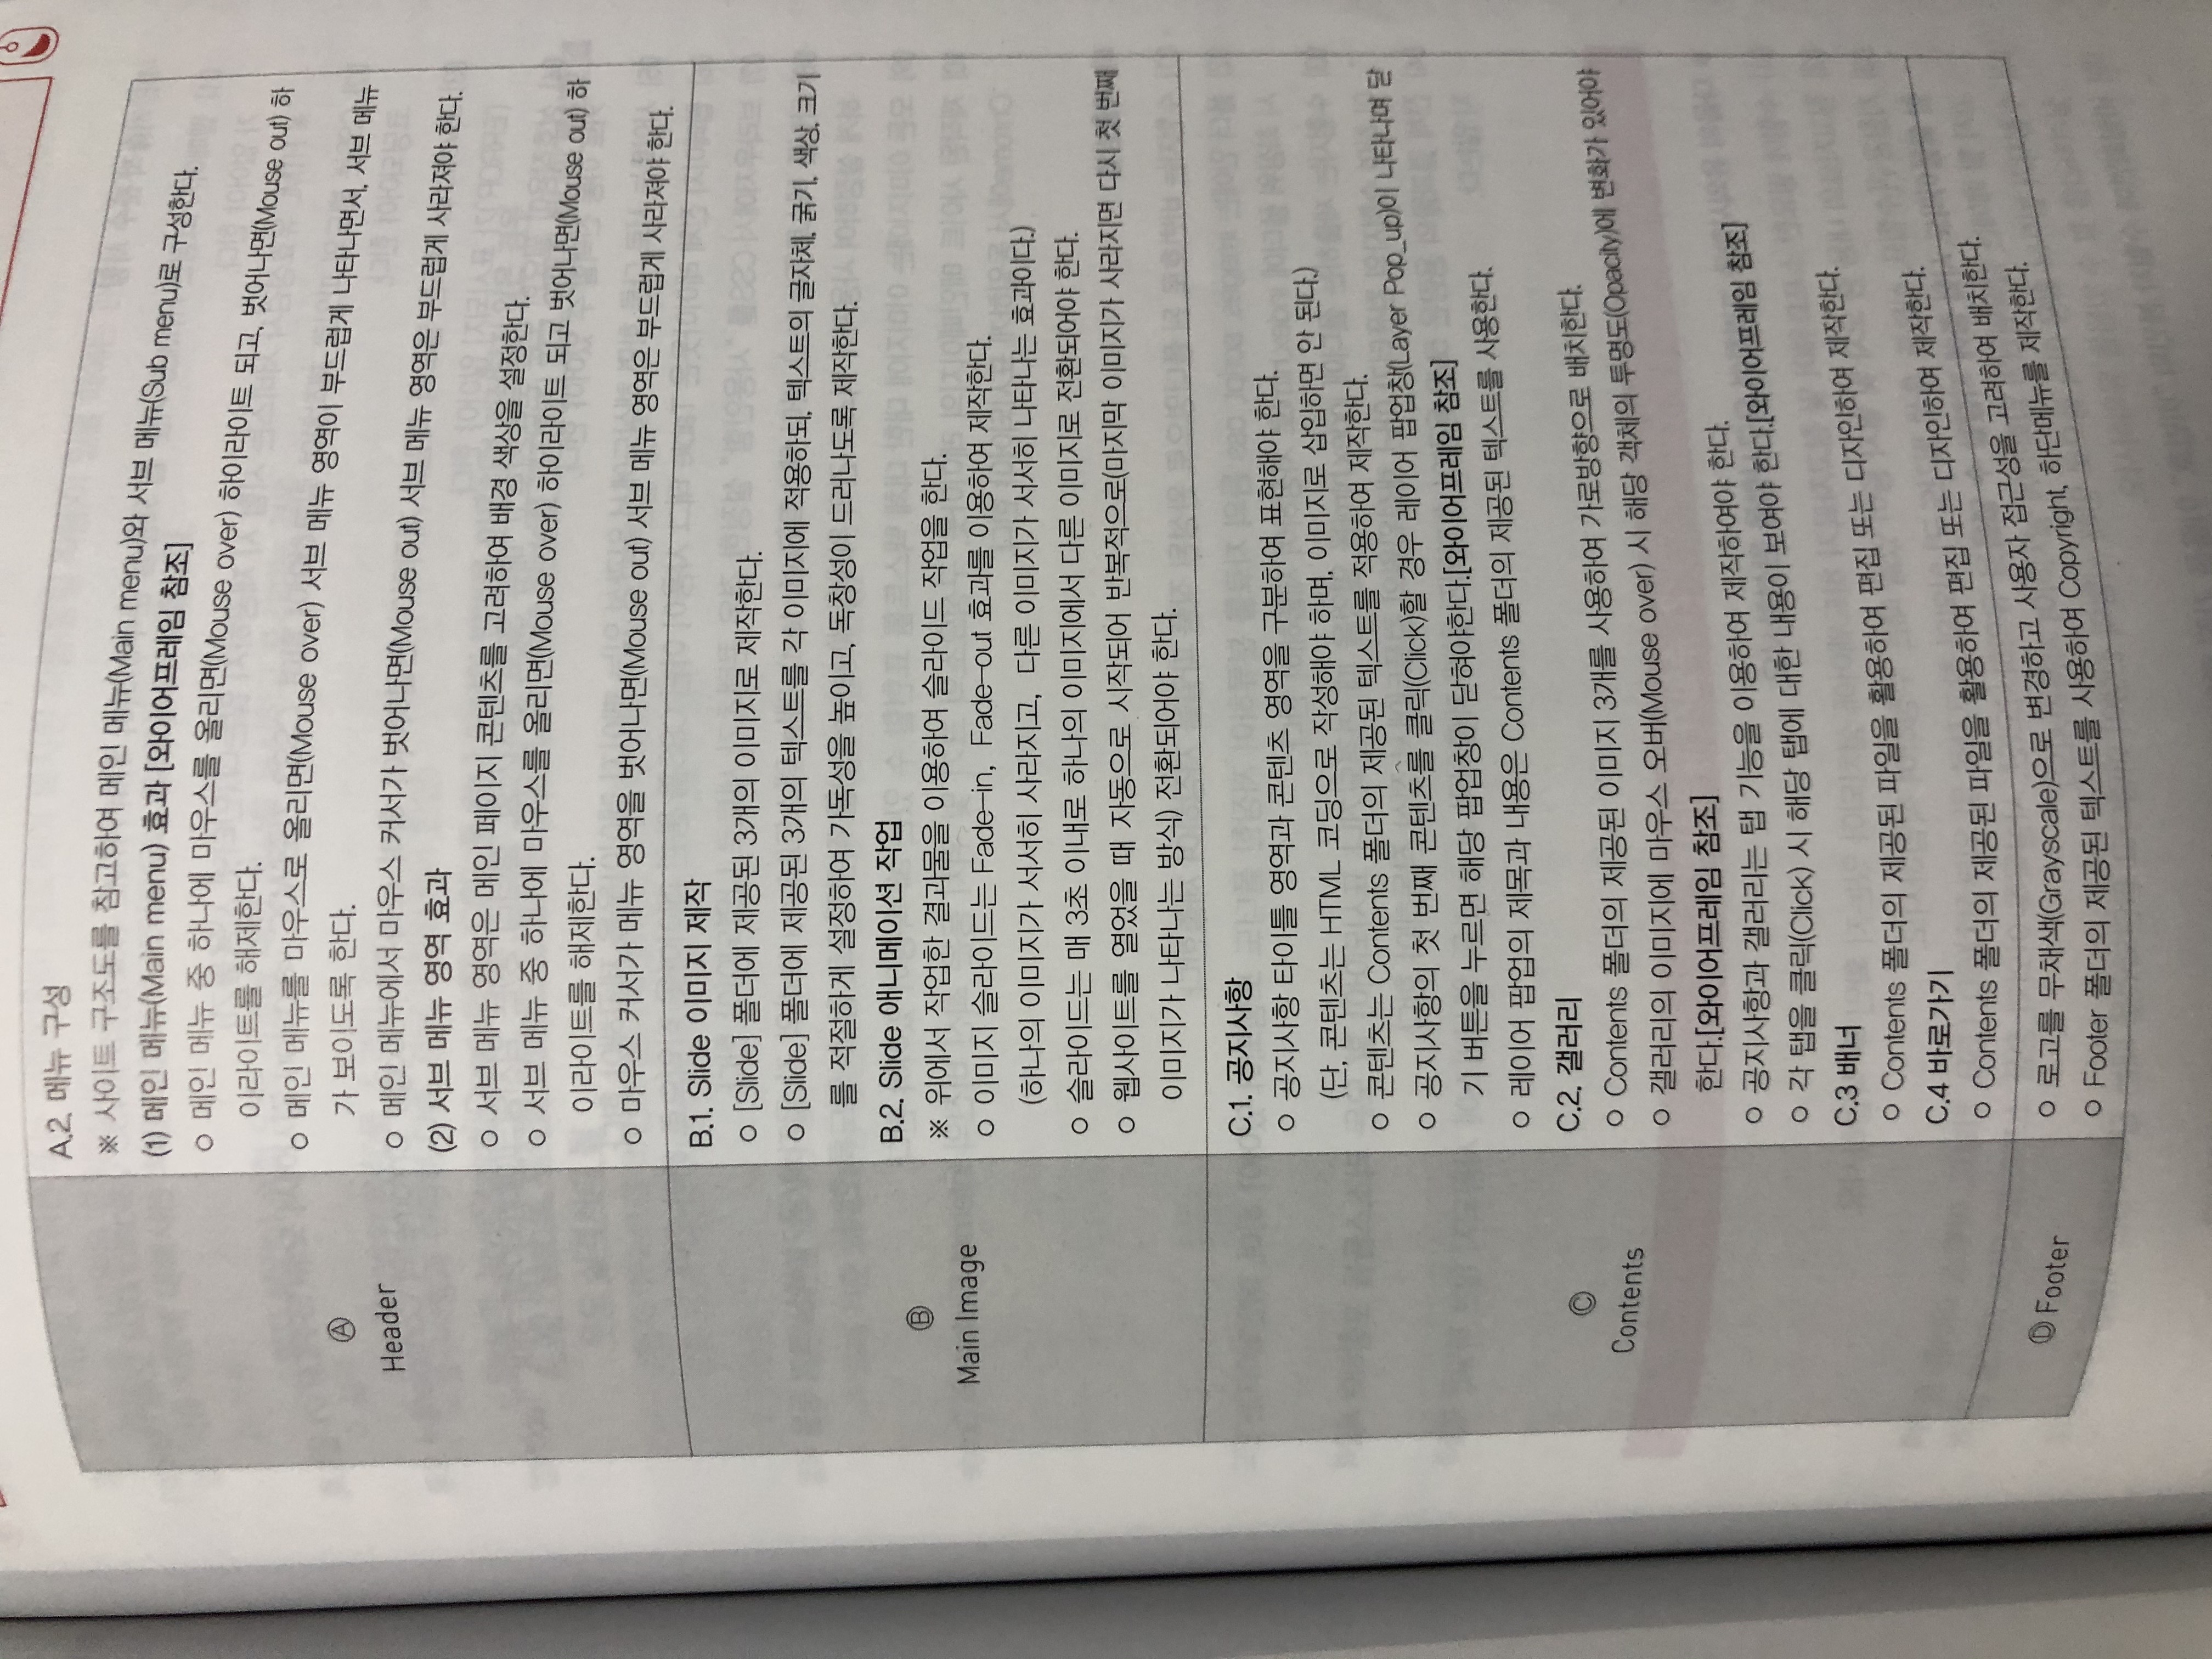 A.2. 메뉴 구성
※ 사이트 구조도를 참고하여 메인 메뉴(Main menu)와 서브 메뉴(Sub menu)로 구성한다.
(1) 메인 메뉴(Main menu) 효과 [와이어프레임 참조]
○ 메인 메뉴 중 하나에 마우스를 올리면(Mouse over) 하이라이트 되고, 벗어나면(Mouse out) 하
이라이트를 해제한다.
○ 메인 메뉴를 마우스로 올리면(Mouse over) 서브 메뉴 영역이 부드럽게 나타나면서, 서브 메뉴
가 보이도록 한다.
Ⓐ
Header
○ 메인 메뉴에서 마우스 커서가 벗어나면(Mouse out) 서브 메뉴 영역은 부드럽게 사라져야 한다.
(2) 서브 메뉴 영역 효과
○ 서브 메뉴 영역은 메인 페이지 콘텐츠를 고려하여 배경 색상을 설정한다.
○ 서브 메뉴 중 하나에 마우스를 올리면(Mouse over) 하이라이트 되고 벗어나면(Mouse out) 하
이라이트를 해제한다.
○ 마우스 커서가 메뉴 영역을 벗어나면(Mouse out) 서브 메뉴 영역은 부드럽게 사라져야 한다.
B.1. Slide 이미지 제작
○ [Slide] 폴더에 제공된 3개의 이미지로 제작한다.
○ [Slide] 폴더에 제공된 3개의 텍스트를 각 이미지에 적용하되, 텍스트의 글자체, 굵기, 색상, 크기
를 적절하게 설정하여 가독성을 높이고, 독창성이 드러나도록 제작한다.
B.2. Slide 애니메이션 작업
Ⓑ
Main Image
※ 위에서 작업한 결과물을 이용하여 슬라이드 작업을 한다.
○ 이미지 슬라이드는 Fade-in, Fade-out 효과를 이용하여 제작한다.
(하나의 이미지가 서서히 사라지고, 다른 이미지가 서서히 나타나는 효과이다.)
○ 슬라이드는 매 3초 이내로 하나의 이미지에서 다른 이미지로 전환되어야 한다.
○ 웹사이트를 열었을 때 자동으로 시작되어 반복적으로(마지막 이미지가 사라지면 다시 첫 번째
이미지가 나타나는 방식) 전환되어야 한다.
C.1. 공지사항
○ 공지사항 타이틀 영역과 콘텐츠 영역을 구분하여 표현해야 한다.
(단, 콘텐츠는 HTML 코딩으로 작성해야 하며, 이미지로 삽입하면 안 된다.)
○ 콘텐츠는 Contents 폴더의 제공된 텍스트를 적용하여 제작한다.
○ 공지사항의 첫 번째 콘텐츠를 클릭(Click)할 경우 레이어 팝업창(Layer Pop_up)이 나타나며 닫
기 버튼을 누르면 해당 팝업창이 닫혀야한다.[와이어프레임 참조]
○ 레이어 팝업의 제목과 내용은 Contents 폴더의 제공된 텍스트를 사용한다.
C.2. 갤러리
Ⓒ
Contents
○ Contents 폴더의 제공된 이미지 3개를 사용하여 가로방향으로 배치한다.
○ 갤러리의 이미지에 마우스 오버(Mouse over) 시 해당 객체의 투명도(Opacity)에 변화가 있어야
한다.[와이어프레임 참조]
○ 공지사항과 갤러리는 탭 기능을 이용하여 제작하여야 한다.
○ 각 탭을 클릭(Click) 시 해당 탭에 대한 내용이 보여야 한다.[와이어프레임 참조]
C.3 배너
○ Contents 폴더의 제공된 파일을 활용하여 편집 또는 디자인하여 제작한다.
C.4 바로가기
○ Contents 폴더의 제공된 파일을 활용하여 편집 또는 디자인하여 제작한다.
Ⓓ Footer
○ 로고를 무채색(Grayscale)으로 변경하고 사용자 접근성을 고려하여 배치한다.
○ Footer 폴더의 제공된 텍스트를 사용하여 Copyright, 하단메뉴를 제작한다.